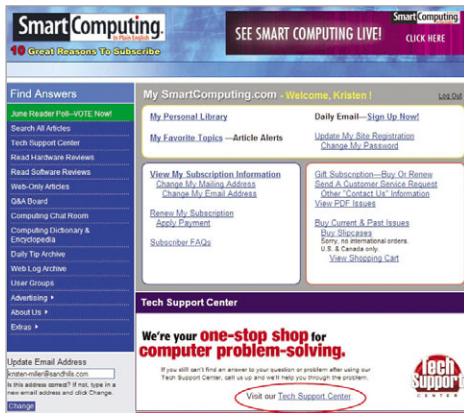 Smart Computing.
In Plain English
10 Great Reasons To Subscribe
SEE SMART COMPUTING LIVE!
Smart Computing
CLICK HERE
Find Answers
June Reader Poll--VOTE Now!
Search All Articles
Tech Support Center
Read Hardware Reviews
Read Software Reviews
Web-Only Articles
Q&A Board
Computing Chat Room
Computing Dictionary &
Encyclopedia
Daily Tip Archive
Web Log Archive
User Groups
Advertising
About Us
Extras
Update Email Address
kristen-miller@sandhills.com
Is this address correct? If not, type in a
new email address and click Change.
Change
My SmartComputing.com - Welcome, Kristen !
Log Out
My Personal Library
My Favorite Topics —Article Alerts
Daily Email—Sign Up Now!
Update My Site Registration
Change My Password
View My Subscription Information
Change My Mailing Address
Change My Email Address
Renew My Subscription
Apply Payment
Subscriber FAQs
Gift Subscription—Buy Or Renew
Send A Customer Service Request
Other "Contact Us" Information
View PDF Issues
Buy Current & Past Issues
Buy Slipcases
Sorry, no international orders.
U.S. & Canada only.
View Shopping Cart
Tech Support Center
We're your one-stop shop for
computer problem-solving.
If you still can't find an answer to your question or problem after using our
Tech Support Center, call us up and we'll help you through the problem.
Visit our Tech Support Center
Tech
Support
CENTER